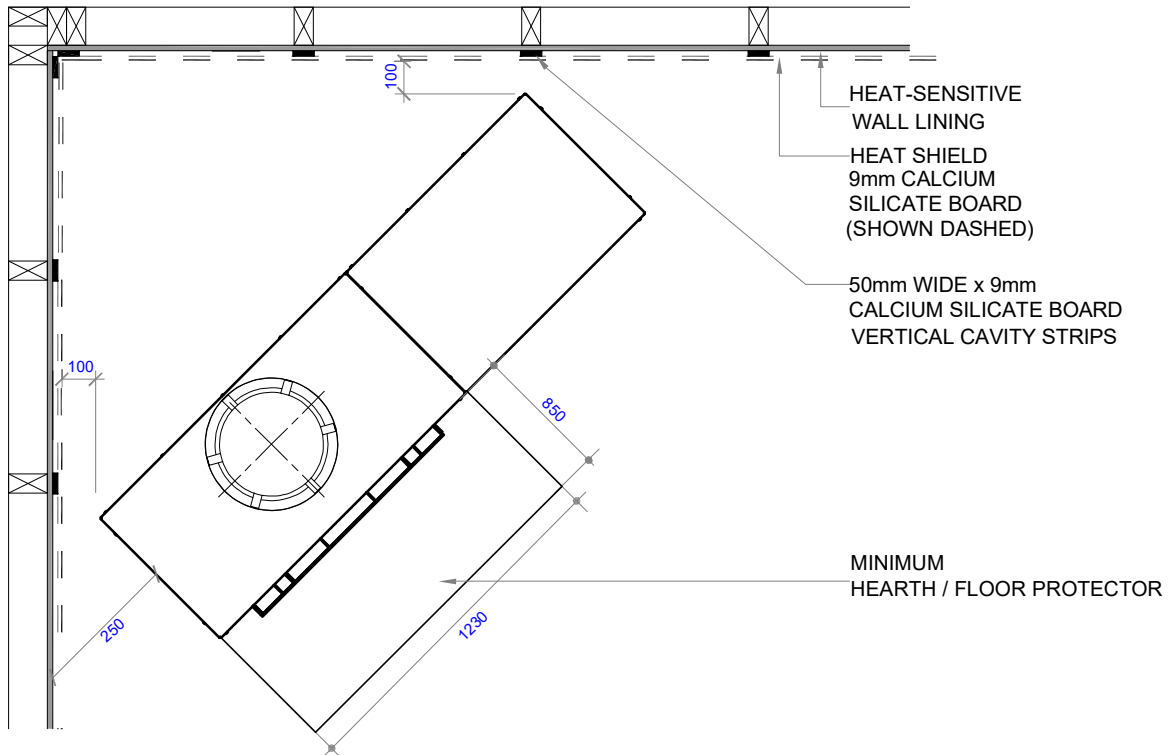 100
HEAT-SENSITIVE
WALL LINING
HEAT SHIELD
9mm CALCIUM
SILICATE BOARD
(SHOWN DASHED)
50mm WIDE x 9mm
CALCIUM SILICATE BOARD
VERTICAL CAVITY STRIPS
100
850
MINIMUM
HEARTH / FLOOR PROTECTOR
250
1230